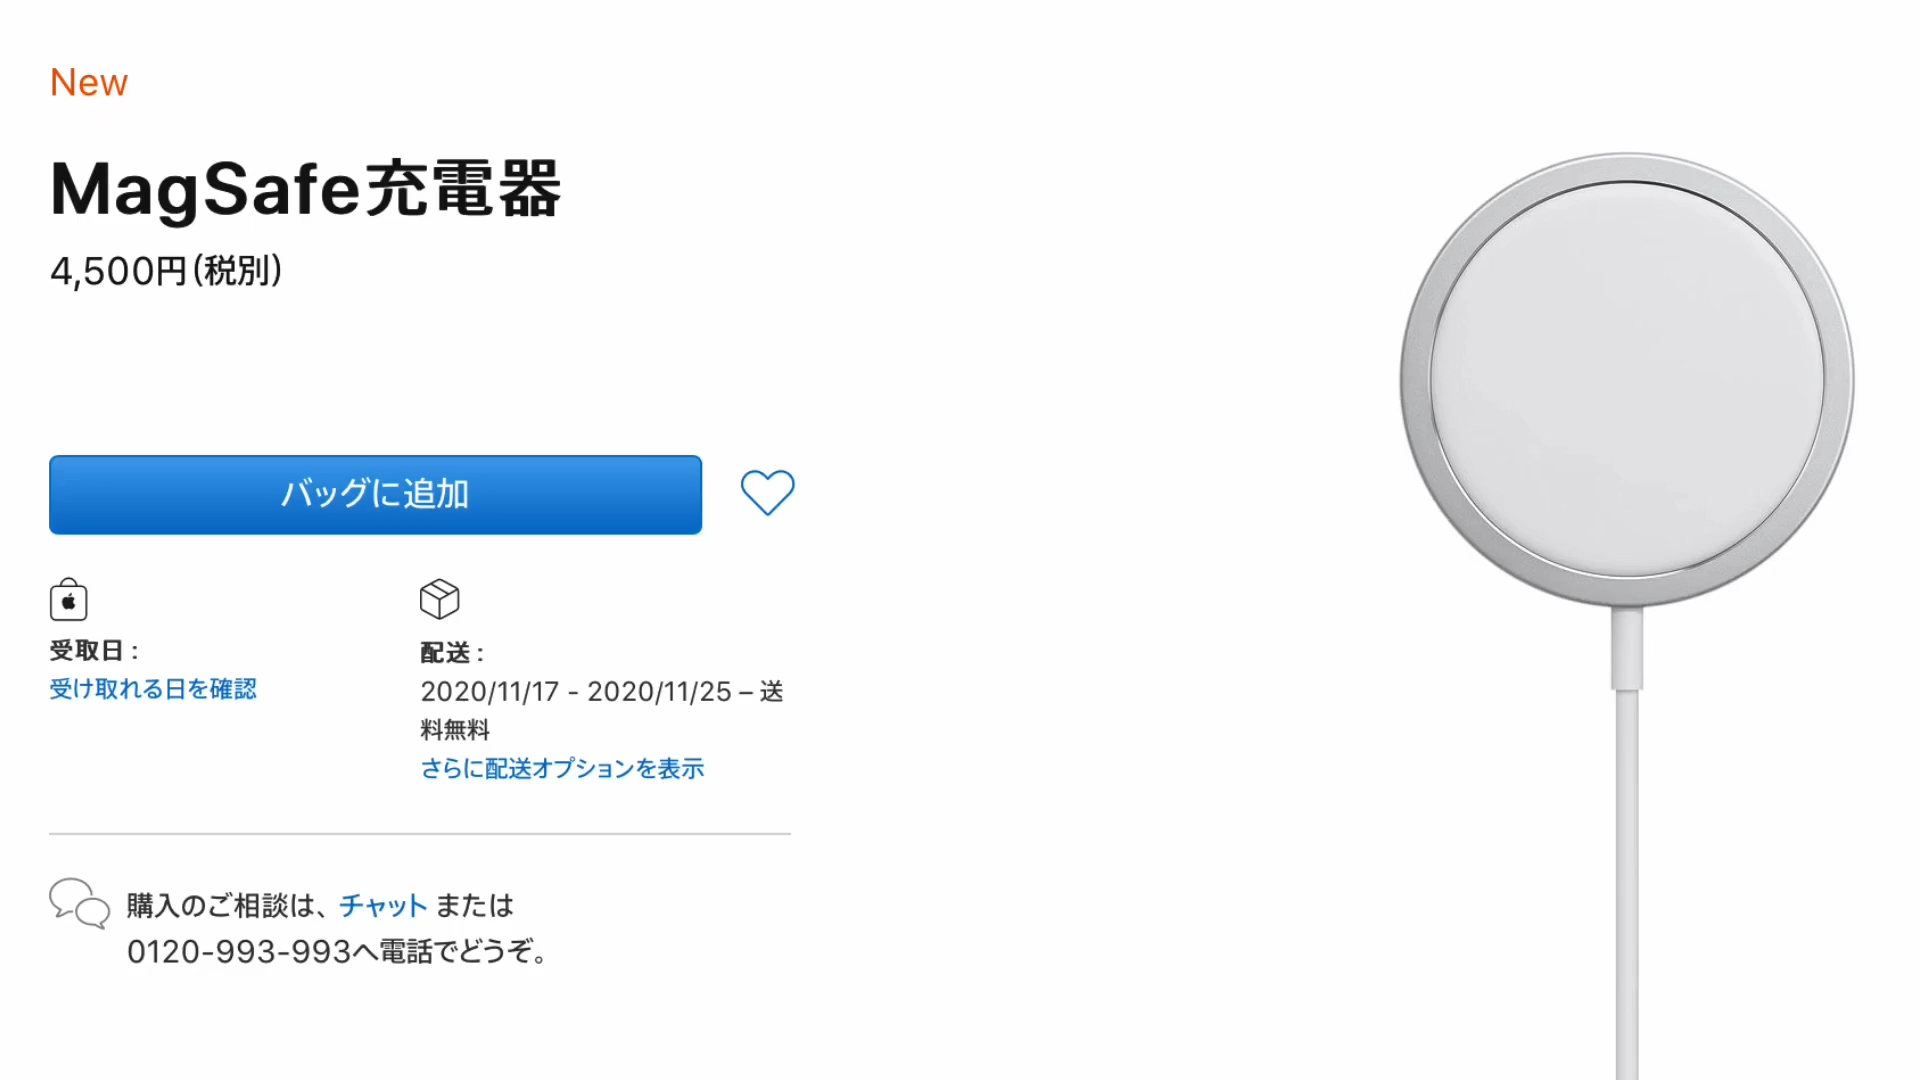 New
MagSafe充電器
4,500円(税別)
バッグに追加
受取日：
受け取れる日を確認
配送：
2020/11/17 - 2020/11/25 – 送
料無料
さらに配送オプションを表示
購入のご相談は、チャット または
0120-993-993へ電話でどうぞ。